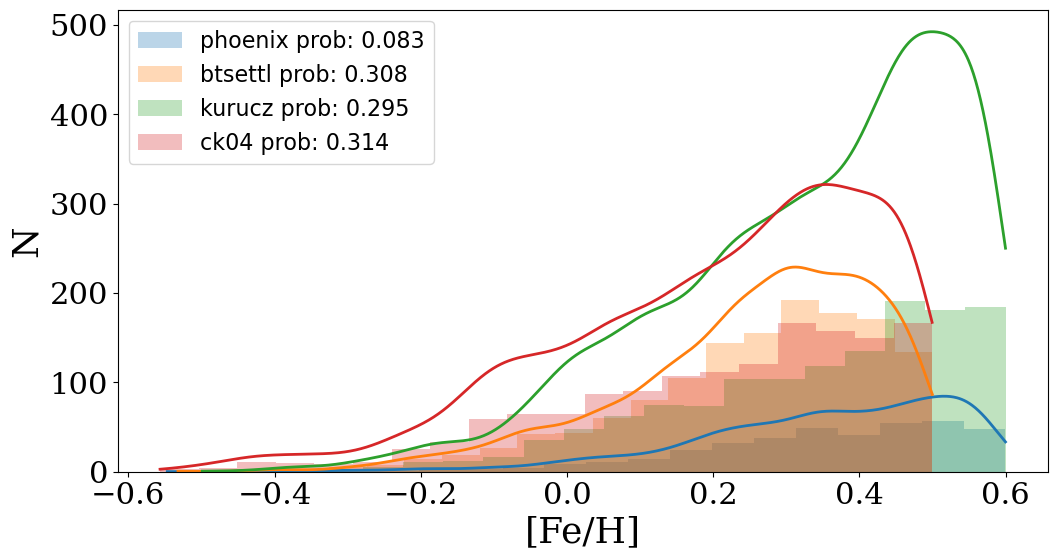 500
400
300
200
100
0
N
phoenix prob: 0.083
btsettl prob: 0.308
kurucz prob: 0.295
ck04 prob: 0.314
−0.6 −0.4 −0.2 0.0 0.2 0.4 0.6
[Fe/H]